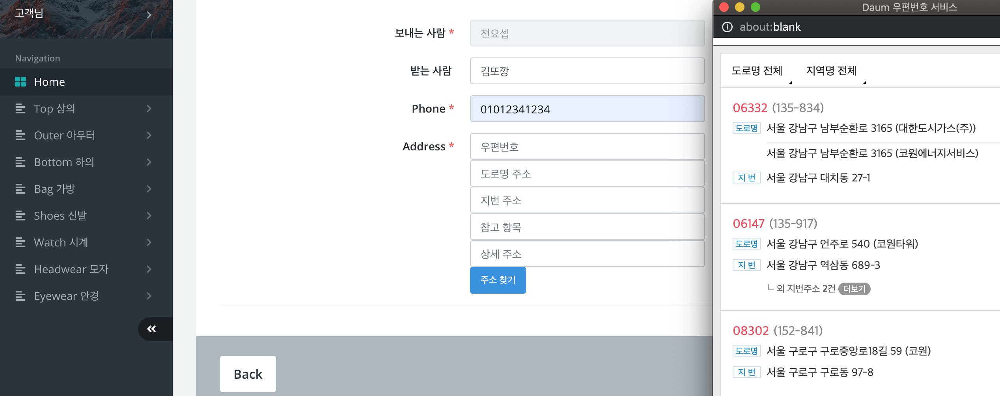 고객님
Navigation
Home
Top 상의
Outer 아우터
Bottom 하의
Bag 가방
Shoes 신발
Watch 시계
Headwear 모자
Eyewear 안경
보내는 사람 *
전요셉
받는 사람
김또깡
Phone *
01012341234
Address *
우편번호
도로명 주소
지번 주소
참고 항목
상세 주소
주소 찾기
Back
Daum 우편번호 서비스
about:blank
도로명 전체 지역명 전체
06332 (135-834)
도로명 서울 강남구 남부순환로 3165 (대한도시가스(주))
서울 강남구 남부순환로 3165 (코원에너지서비스)
지번 서울 강남구 대치동 27-1
06147 (135-917)
도로명 서울 강남구 언주로 540 (코원타워)
지번 서울 강남구 역삼동 689-3
외 지번주소 2건 더보기
08302 (152-841)
도로명 서울 구로구 구로중앙로18길 59 (코원)
지번 서울 구로구 구로동 97-8